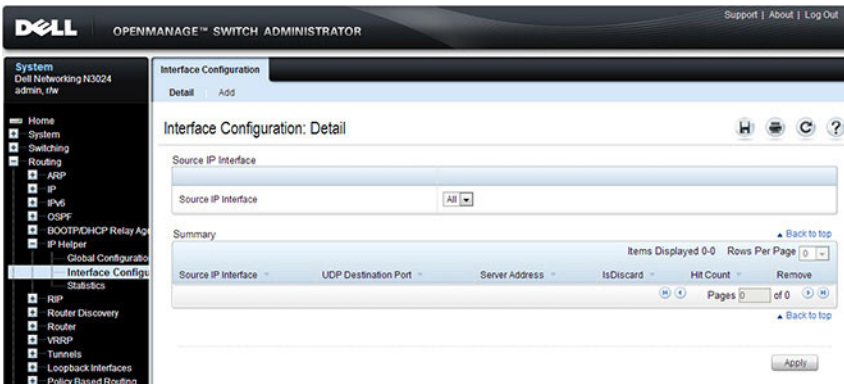 Support | About | Log Out
DELL OPENMANAGE™ SWITCH ADMINISTRATOR
System
Dell Networking N3024
admin, r/w
Home
System
Switching
Routing
ARP
IP
IPv6
OSPF
BOOTP/DHCP Relay Age
IP Helper
Global Configuratio
Interface Configu
Statistics
RIP
Router Discovery
Router
VRRP
Tunnels
Loopback Interfaces
Policy Based Routing
Interface Configuration
Detail Add
Interface Configuration: Detail
?
Source IP Interface
Source IP Interface All
Summary Back to top
Items Displayed 0-0 Rows Per Page 0
Source IP Interface UDP Destination Port Server Address IsDiscard Hit Count Remove
Pages 0 of 0
Back to top
Apply